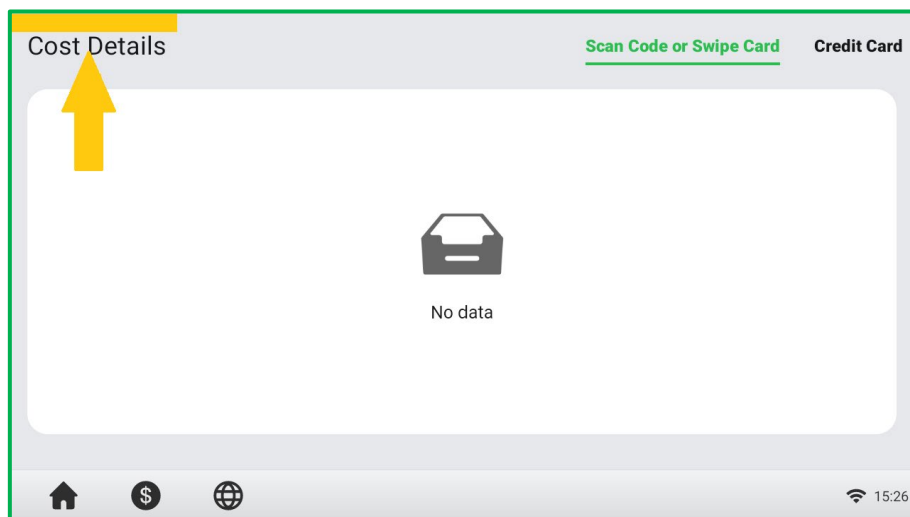 Cost Details
Scan Code or Swipe Card
Credit Card
No data
$
15:26